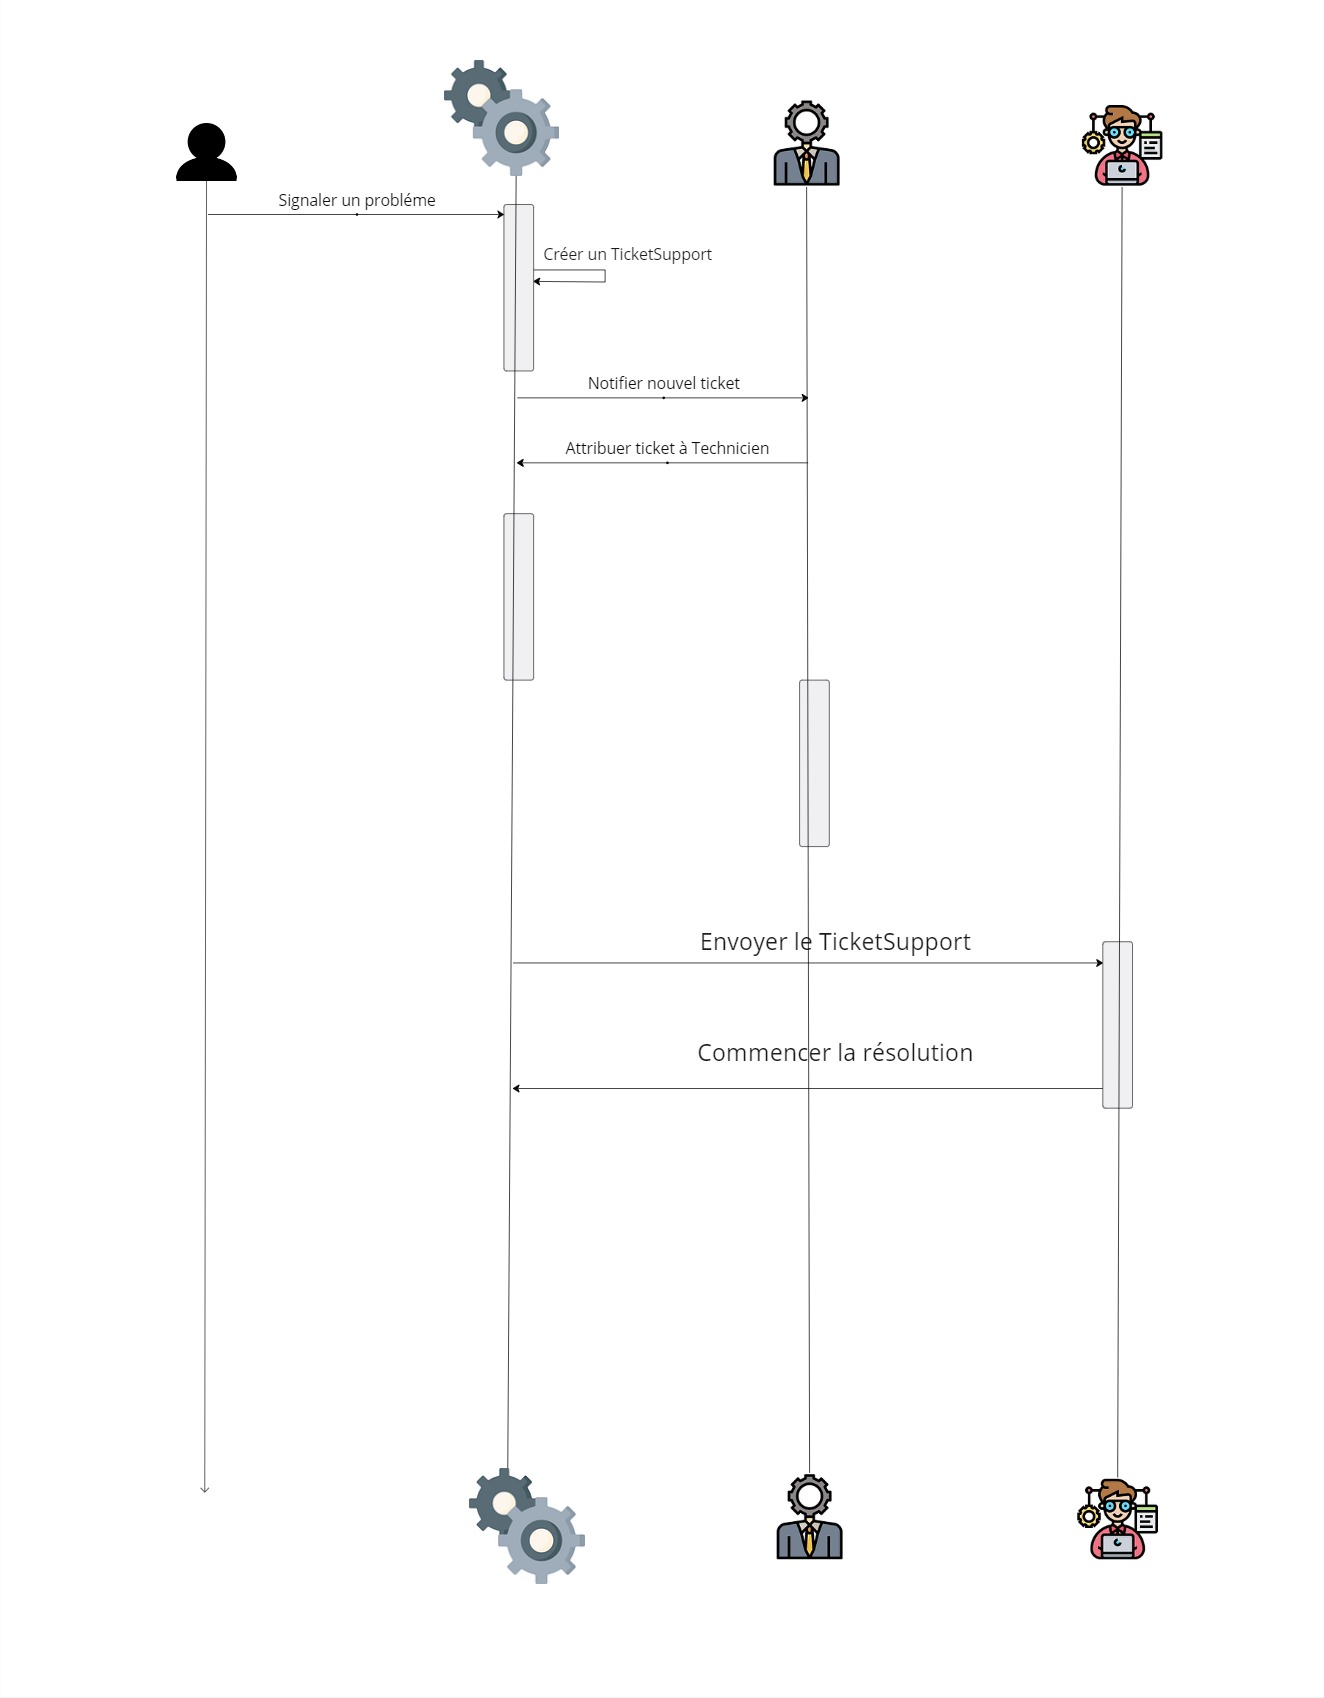 Signaler un probléme
Créer un TicketSupport
Notifier nouvel ticket
Attribuer ticket à Technicien
Envoyer le TicketSupport
Commencer la résolution